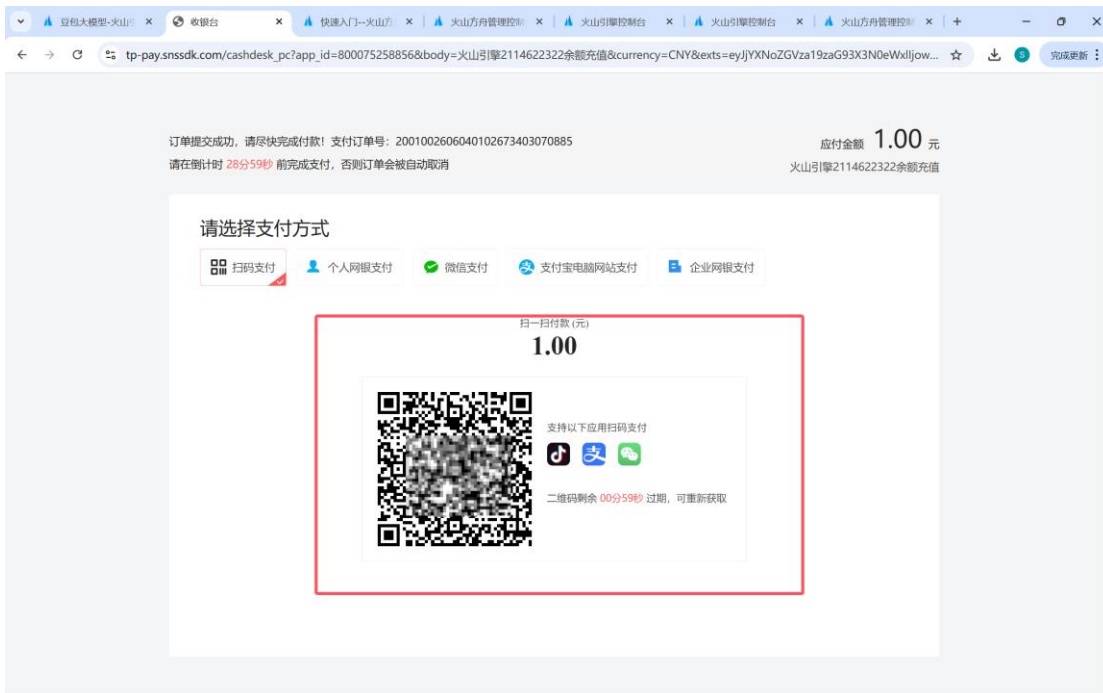 豆包大模型-火山引
收银台
快速入门--火山方
火山方舟管理控制
火山引擎控制台
火山引擎控制台
火山方舟管理控制
tp-pay.snssdk.com/cashdesk_pc?app_id=800075258856&body=火山引擎2114622322余额充值&currency=CNY&exts=eyJjYXNoZGVza19zaG93X3N0eWxlIjow...
S
完成更新
订单提交成功，请尽快完成付款！支付订单号：20010026060401026734030​70885
请在倒计时 28分59秒 前完成支付，否则订单会被自动取消
应付金额 1.00 元
火山引擎2114622322余额充值
请选择支付方式
扫码支付
个人网银支付
微信支付
支付宝电脑网站支付
企业网银支付
扫一扫付款 (元)
1.00
支持以下应用扫码支付
支
二维码剩余 00分59秒 过期，可重新获取